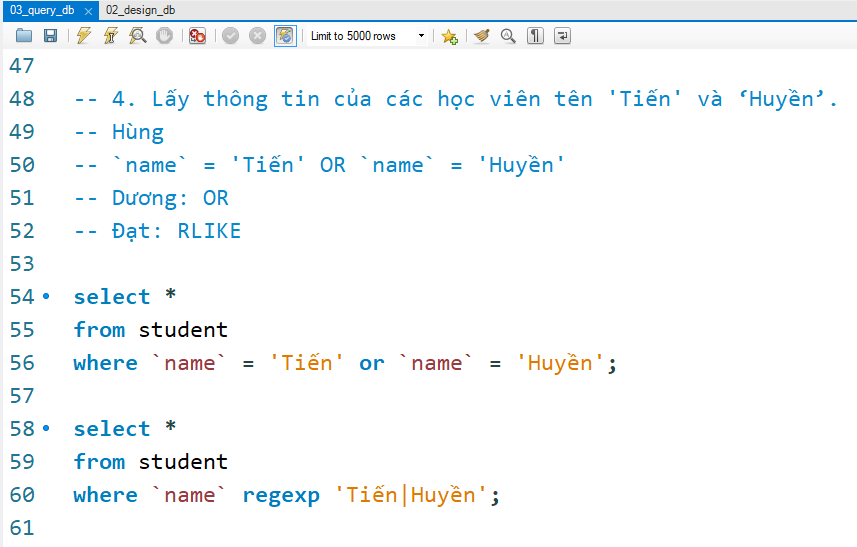 03_query_db × 02_design_db
Limit to 5000 rows
47
48 -- 4. Lấy thông tin của các học viên tên 'Tiến' và ‘Huyền’.
49 -- Hùng
50 -- `name` = 'Tiến' OR `name` = 'Huyền'
51 -- Dương: OR
52 -- Đạt: RLIKE
53
54 select *
55 from student
56 where `name` = 'Tiến' or `name` = 'Huyền';
57
58 select *
59 from student
60 where `name` regexp 'Tiến|Huyền';
61